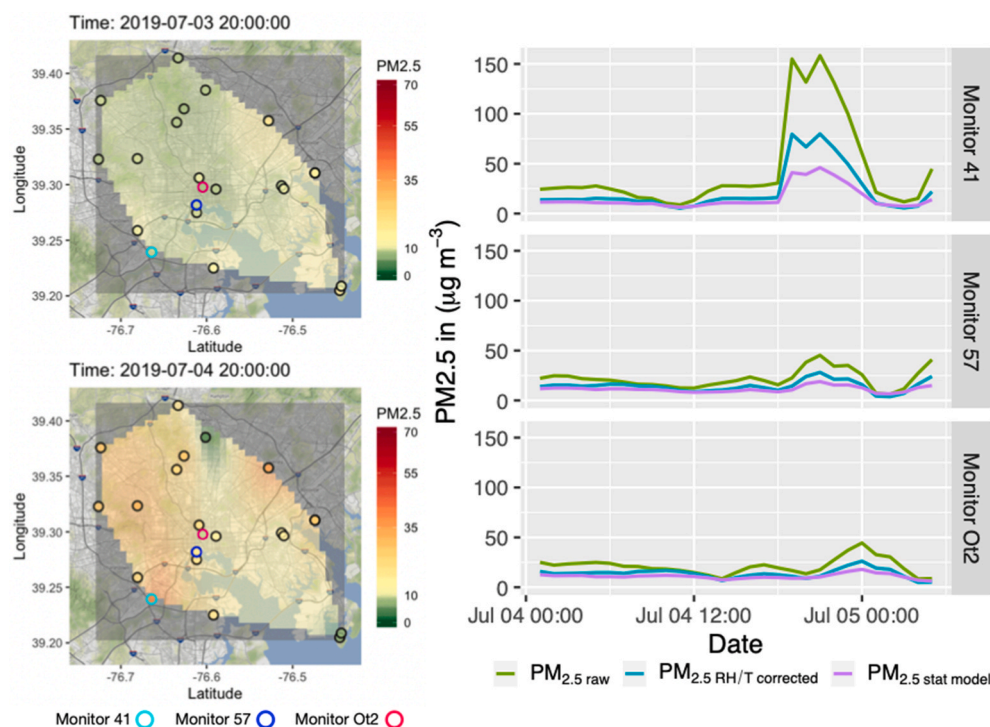 Time: 2019-07-03 20:00:00
PM2.5
70
55
35
10
0
39.40
39.35
39.30
39.25
39.20
Longitude
-76.7
-76.6
-76.5
Latitude
Time: 2019-07-04 20:00:00
PM2.5
70
55
35
10
0
39.40
39.35
39.30
39.25
39.20
Longitude
-76.7
-76.6
-76.5
Latitude
Monitor 41
Monitor 57
Monitor Ot2
PM2.5 in (µg m⁻³)
150
100
50
0
Monitor 41
150
100
50
0
Monitor 57
150
100
50
0
Monitor Ot2
Jul 04 00:00
Jul 04 12:00
Jul 05 00:00
Date
PM2.5 raw
PM2.5 RH/T corrected
PM2.5 stat model